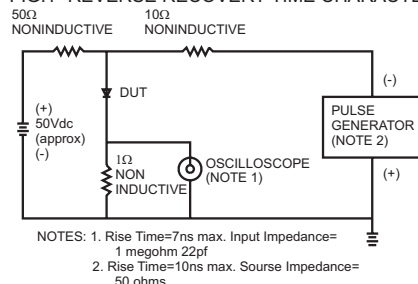 50Ω
NONINDUCTIVE
10Ω
NONINDUCTIVE
DUT
(+)
50Vdc
(approx)
(-)
1Ω
NON
INDUCTIVE
OSCILLOSCOPE
(NOTE 1)
(-)
PULSE
GENERATOR
(NOTE 2)
(+)
NOTES: 1. Rise Time=7ns max. Input Impedance=
1 megohm 22pf
2. Rise Time=10ns max. Sourse Impedance=
50 ohms